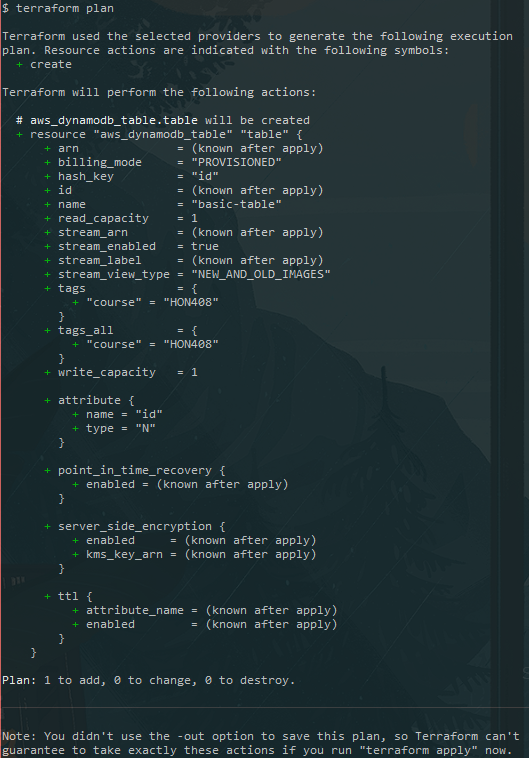 $ terraform plan
Terraform used the selected providers to generate the following execution
plan. Resource actions are indicated with the following symbols:
  + create
Terraform will perform the following actions:
  # aws_dynamodb_table.table will be created
  + resource "aws_dynamodb_table" "table" {
      + arn              = (known after apply)
      + billing_mode     = "PROVISIONED"
      + hash_key         = "id"
      + id               = (known after apply)
      + name             = "basic-table"
      + read_capacity    = 1
      + stream_arn       = (known after apply)
      + stream_enabled   = true
      + stream_label     = (known after apply)
      + stream_view_type = "NEW_AND_OLD_IMAGES"
      + tags             = {
          + "course" = "HON408"
        }
      + tags_all         = {
          + "course" = "HON408"
        }
      + write_capacity   = 1
      + attribute {
          + name = "id"
          + type = "N"
        }
      + point_in_time_recovery {
          + enabled = (known after apply)
        }
      + server_side_encryption {
          + enabled     = (known after apply)
          + kms_key_arn = (known after apply)
        }
      + ttl {
          + attribute_name = (known after apply)
          + enabled        = (known after apply)
        }
    }
Plan: 1 to add, 0 to change, 0 to destroy.
Note: You didn't use the -out option to save this plan, so Terraform can't
guarantee to take exactly these actions if you run "terraform apply" now.